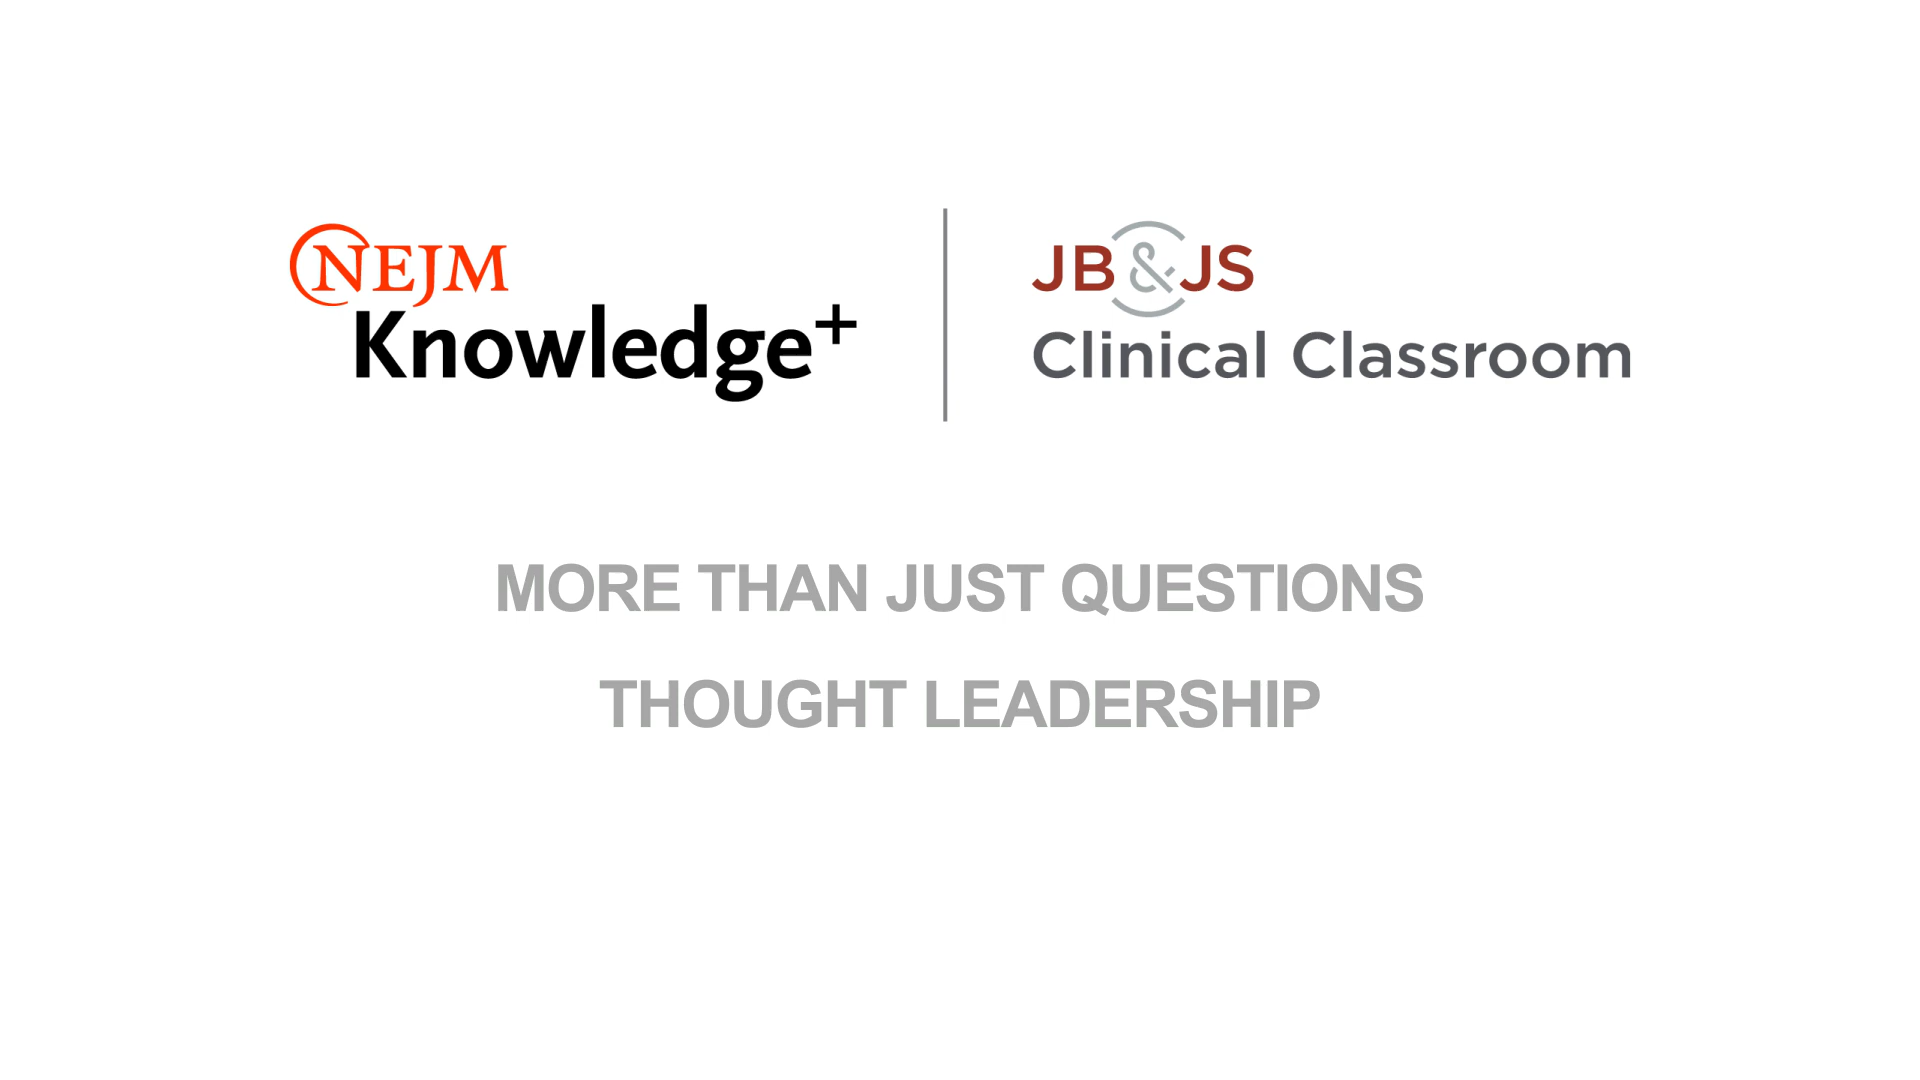 NEJM
Knowledge+
JB&JS
Clinical Classroom
MORE THAN JUST QUESTIONS
THOUGHT LEADERSHIP